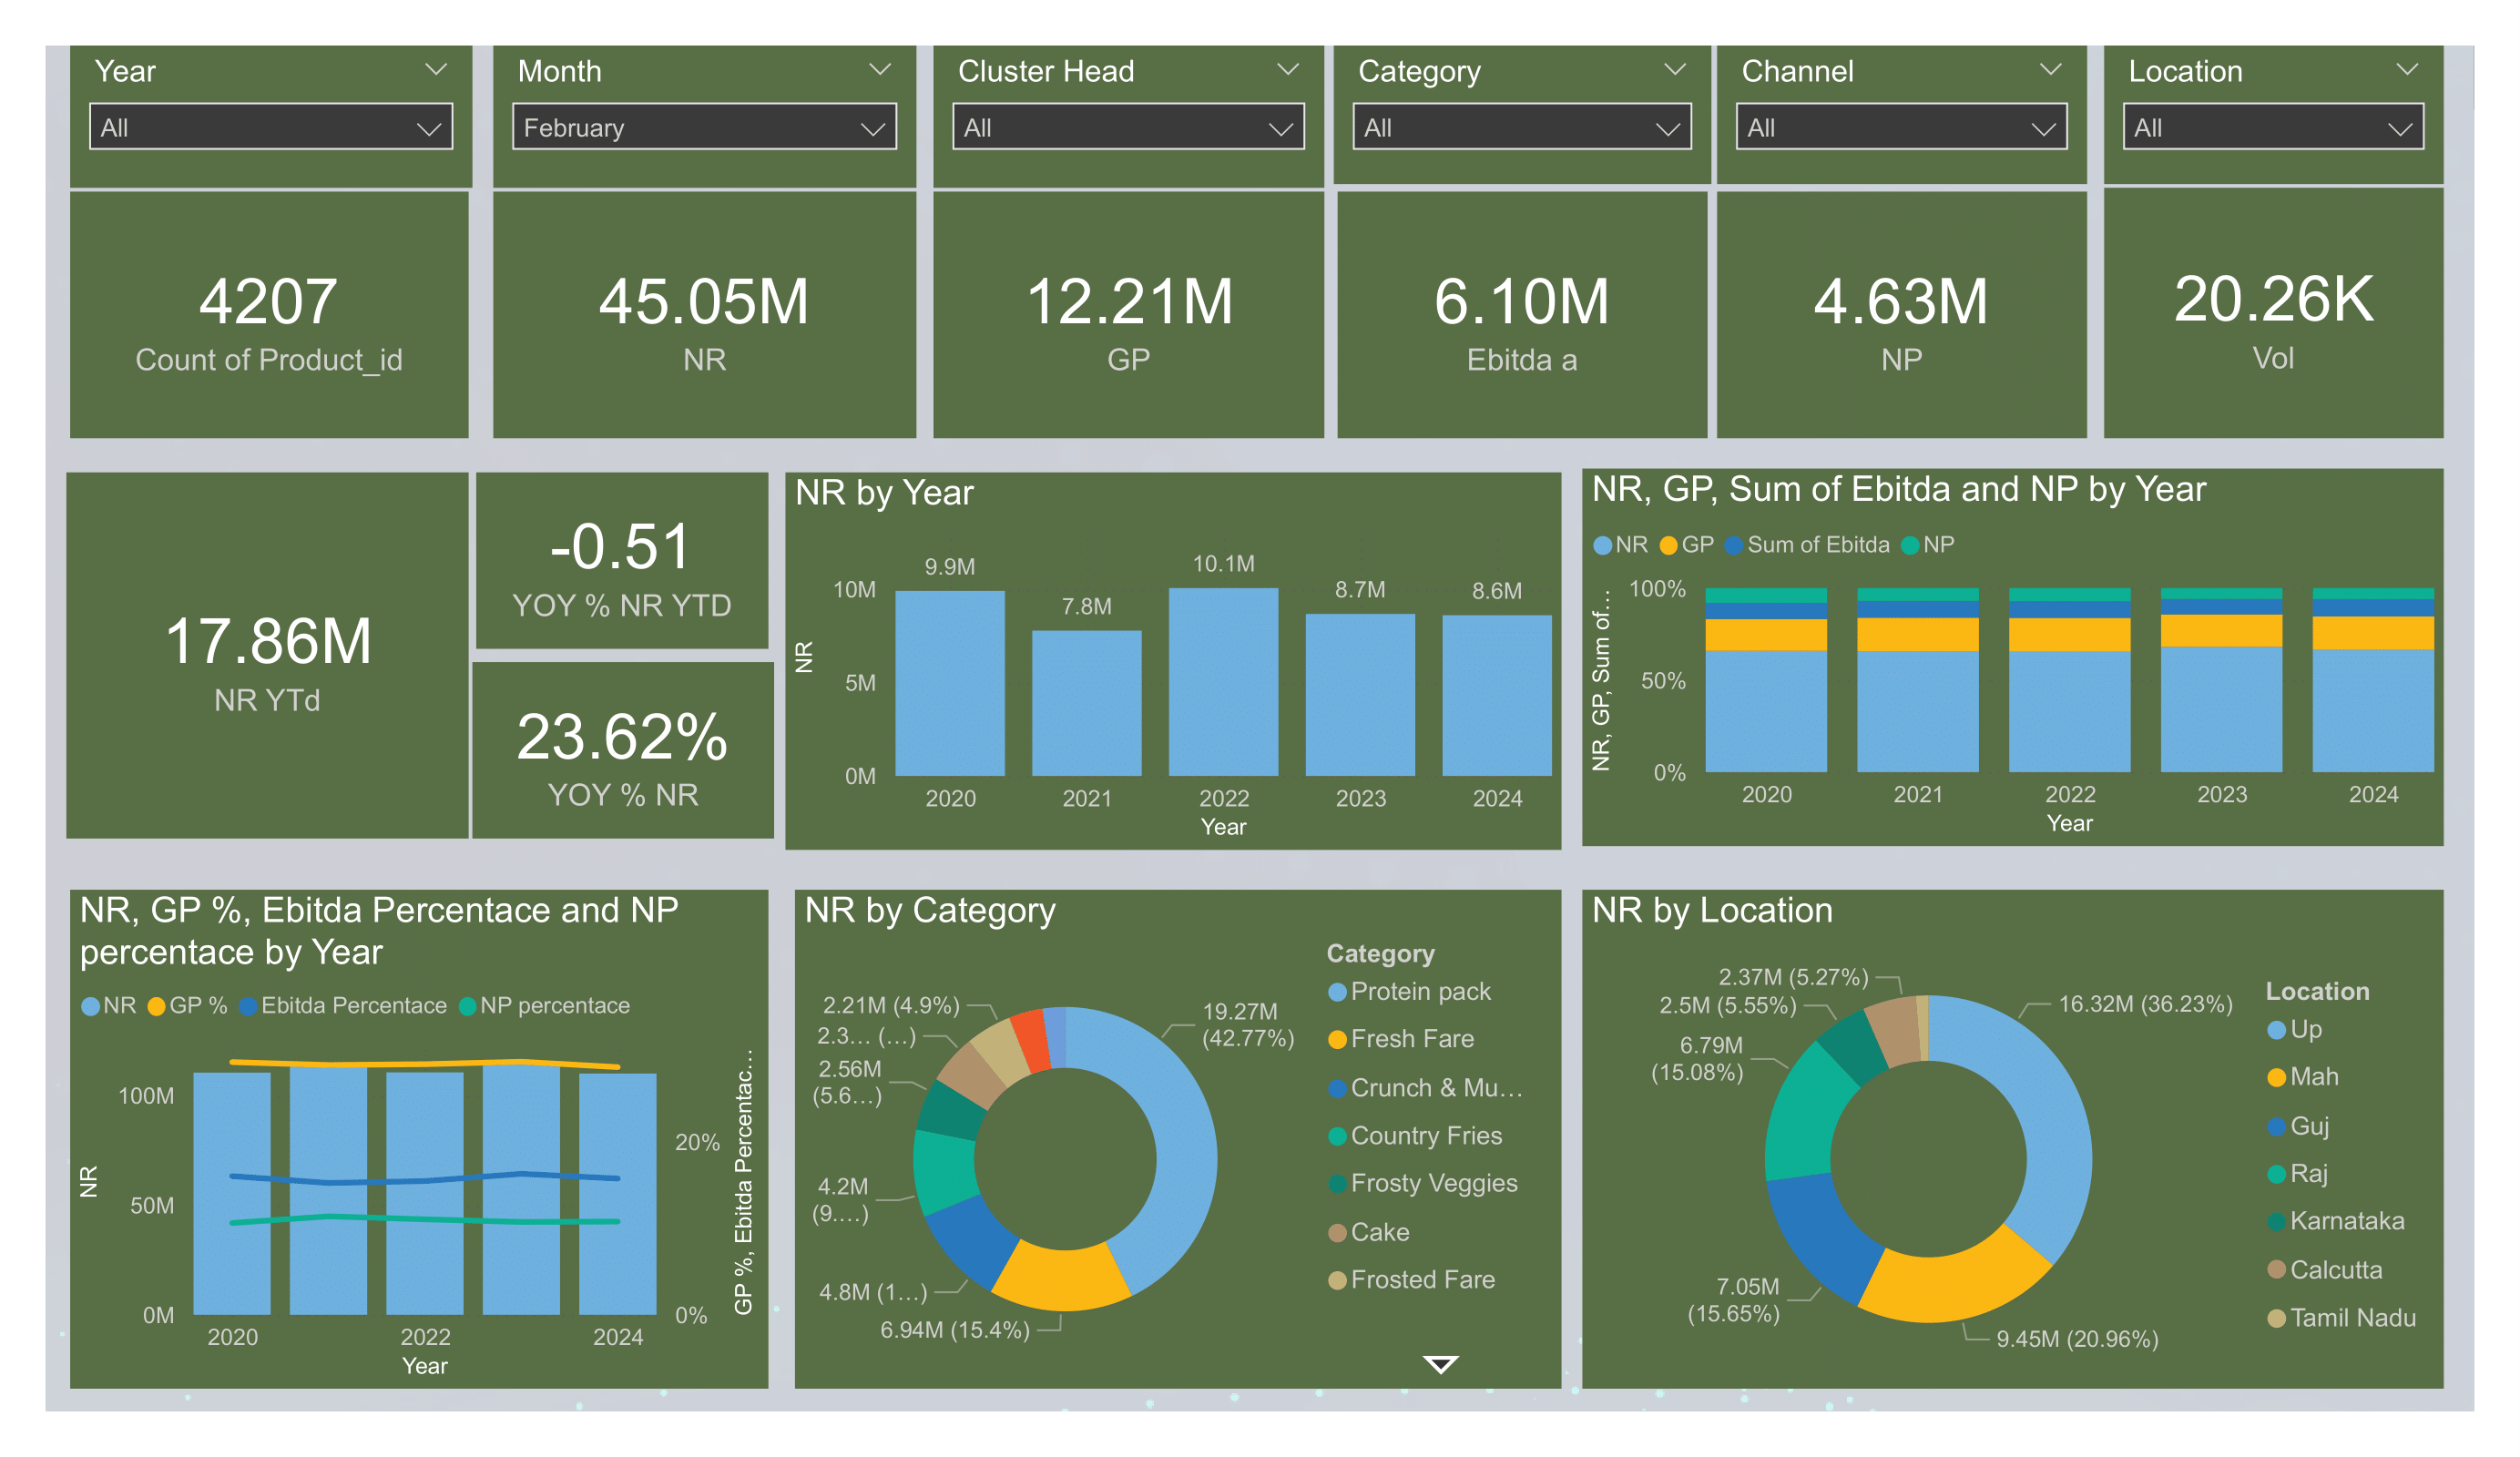 Year
All
Month
February
Cluster Head
All
Category
All
Channel
All
Location
All
4207
Count of Product_id
45.05M
NR
12.21M
GP
6.10M
Ebitda a
4.63M
NP
20.26K
Vol
17.86M
NR YTd
-0.51
YOY % NR YTD
23.62%
YOY % NR
NR by Year
9.9M
7.8M
10.1M
8.7M
8.6M
10M
5M
0M
NR
2020 2021 2022 2023 2024
Year
NR, GP, Sum of Ebitda and NP by Year
NR GP Sum of Ebitda NP
NR, GP, Sum of…
100%
50%
0%
2020 2021 2022 2023 2024
Year
NR, GP %, Ebitda Percentace and NP
percentace by Year
NR GP % Ebitda Percentace NP percentace
100M
50M
0M
NR
20%
0%
GP %, Ebitda Percentac…
2020 2022 2024
Year
NR by Category
2.21M (4.9%)
2.3… (…)
2.56M
(5.6…)
4.2M
(9.…)
4.8M (1…)
6.94M (15.4%)
19.27M
(42.77%)
Category
Protein pack
Fresh Fare
Crunch & Mu…
Country Fries
Frosty Veggies
Cake
Frosted Fare
NR by Location
2.37M (5.27%)
2.5M (5.55%)
6.79M
(15.08%)
7.05M
(15.65%)
9.45M (20.96%)
16.32M (36.23%)
Location
Up
Mah
Guj
Raj
Karnataka
Calcutta
Tamil Nadu